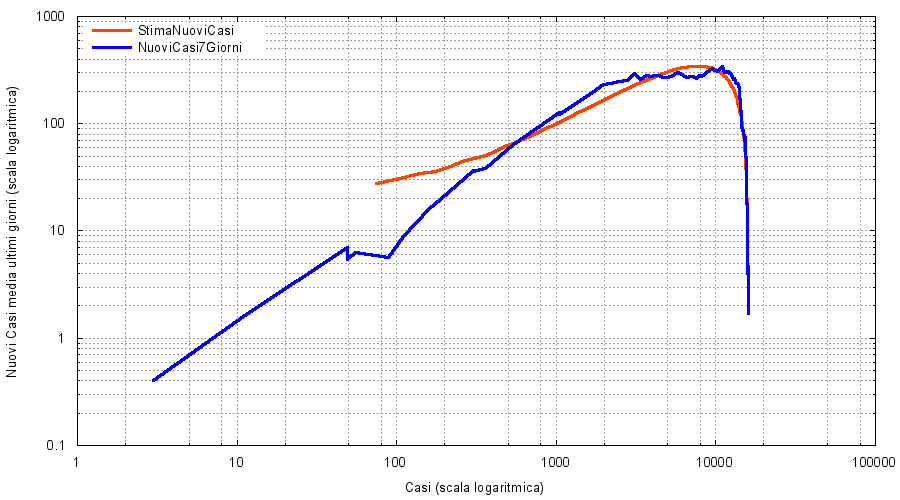 StimaNuoviCasi
NuoviCasi7Giorni
1000
100
10
1
0.1
Nuovi Casi media ultimi giorni (scala logaritmica)
1 10 100 1000 10000 100000
Casi (scala logaritmica)